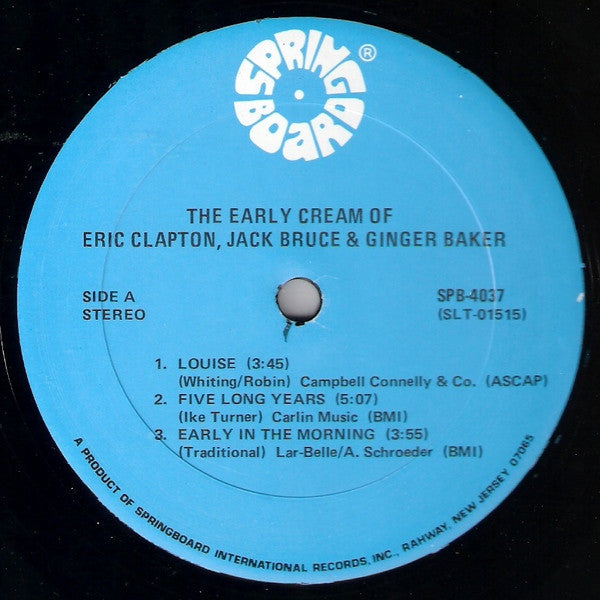 SPRING
BOARD ®
THE EARLY CREAM OF
ERIC CLAPTON, JACK BRUCE & GINGER BAKER
SIDE A
STEREO
SPB-4037
(SLT-01515)
1. LOUISE (3:45)
(Whiting/Robin) Campbell Connelly & Co. (ASCAP)
2. FIVE LONG YEARS (5:07)
(Ike Turner) Carlin Music (BMI)
3. EARLY IN THE MORNING (3:55)
(Traditional) Lar-Belle/A. Schroeder (BMI)
A PRODUCT OF SPRINGBOARD INTERNATIONAL RECORDS, INC., RAHWAY, NEW JERSEY 07065